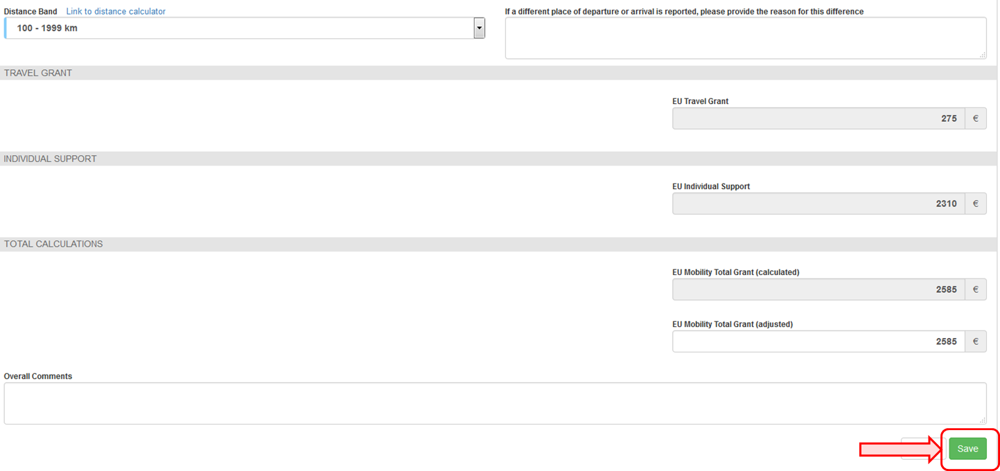 Distance Band Link to distance calculator
100 - 1999 km
If a different place of departure or arrival is reported, please provide the reason for this difference
TRAVEL GRANT
EU Travel Grant
275 €
INDIVIDUAL SUPPORT
EU Individual Support
2310 €
TOTAL CALCULATIONS
EU Mobility Total Grant (calculated)
2585 €
EU Mobility Total Grant (adjusted)
2585 €
Overall Comments
Save